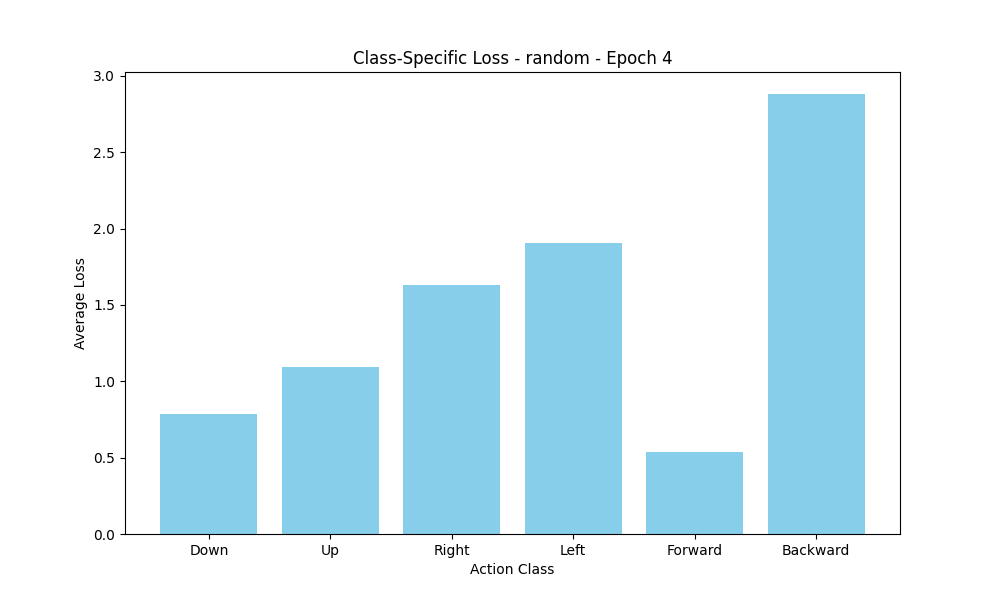 Class-Specific Loss - random - Epoch 4
3.0
2.5
2.0
1.5
1.0
0.5
0.0
Average Loss
Down Up Right Left Forward Backward
Action Class